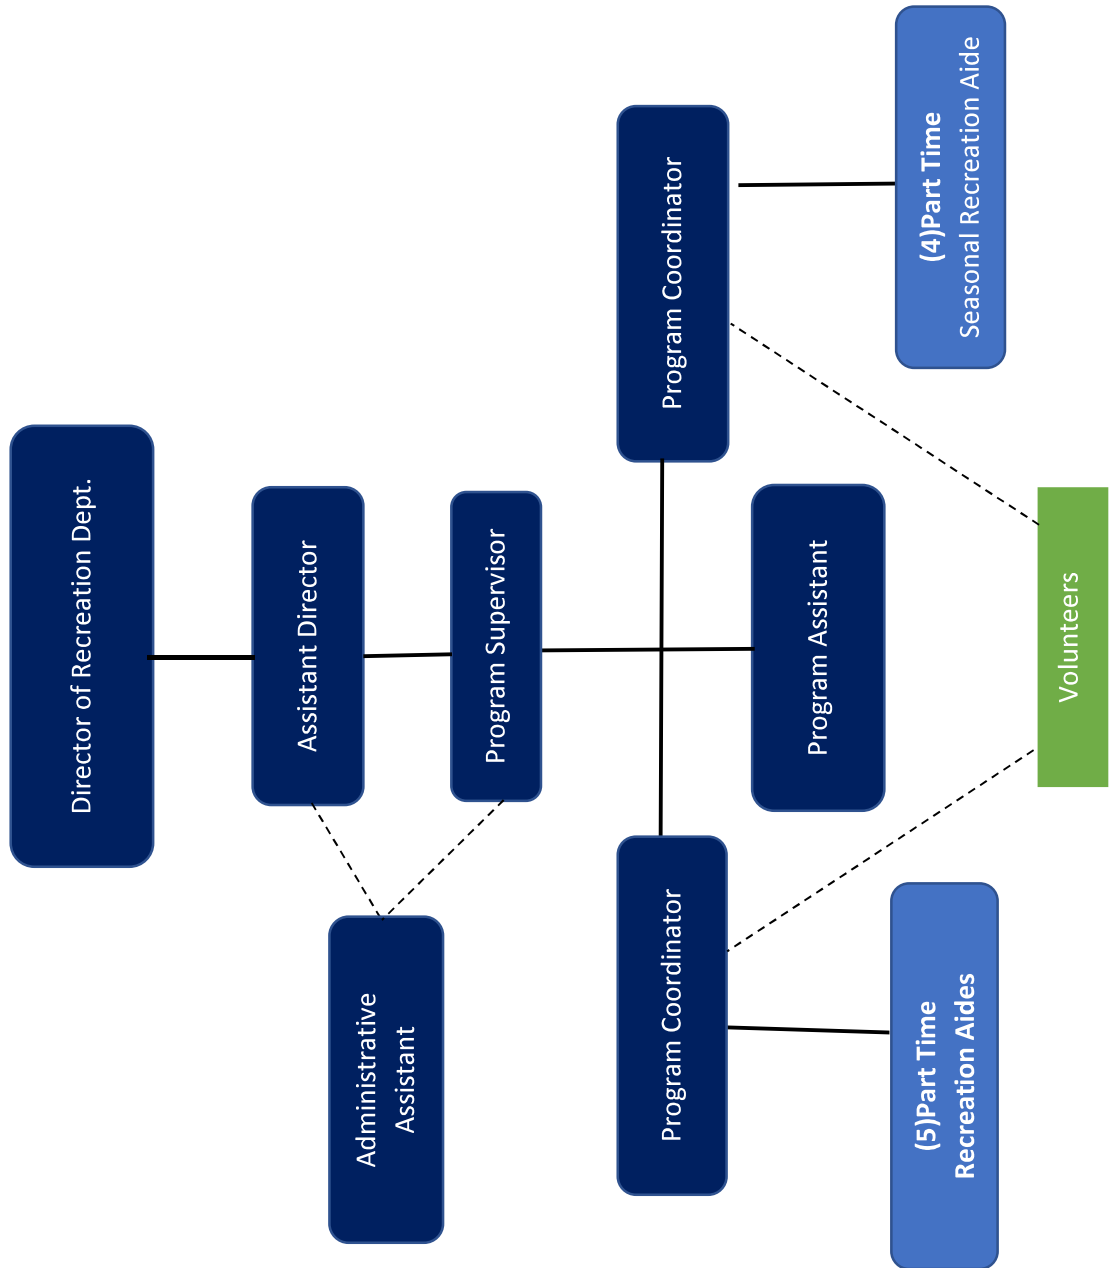 Director of Recreation Dept.
Assistant Director
Administrative
Assistant
Program Supervisor
Program Coordinator
Program Coordinator
Program Assistant
(5)Part Time
Recreation Aides
(4)Part Time
Seasonal Recreation Aide
Volunteers